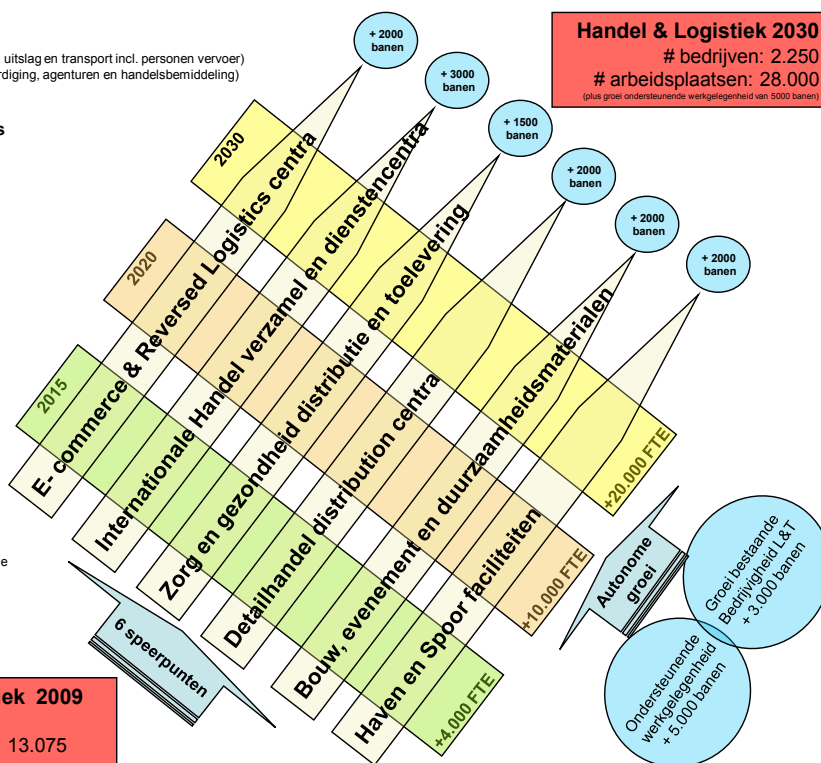 uitslag en transport incl. personen vervoer)
rdiging, agenturen en handelsbemiddeling)
s
Handel & Logistiek 2030
# bedrijven: 2.250
# arbeidsplaatsen: 28.000
(plus groei ondersteunende werkgelegenheid van 5000 banen)
+ 2000
banen
+ 3000
banen
+ 1500
banen
+ 2000
banen
+ 2000
banen
+ 2000
banen
2030
2020
2015
E- commerce & Reversed Logistics centra
Internationale Handel verzamel en dienstencentra
Zorg en gezondheid distributie en toelevering
Detailhandel distribution centra
Bouw, evenement en duurzaamheidsmaterialen
Haven en Spoor faciliteiten
+20.000 FTE
+10.000 FTE
+4.000 FTE
e
6 speerpunten
Autonome
groei
Groei bestaande
Bedrijvigheid L&T
+ 3.000 banen
Ondersteunende
werkgelegenheid
+ 5.000 banen
ek 2009
13.075